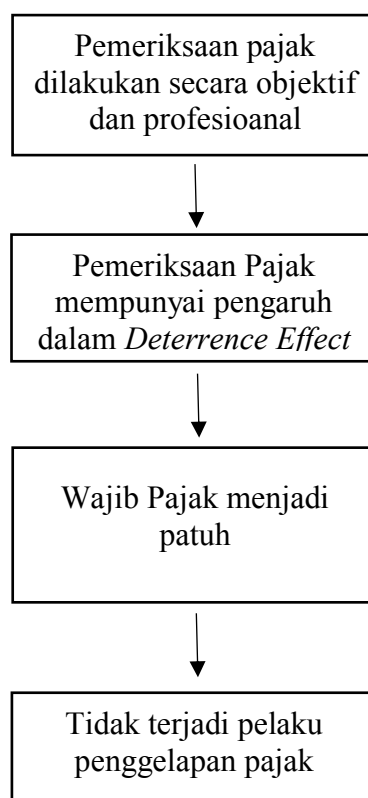 Pemeriksaan pajak
dilakukan secara objektif
dan profesioanal
Pemeriksaan Pajak
mempunyai pengaruh
dalam Deterrence Effect
Wajib Pajak menjadi
patuh
Tidak terjadi pelaku
penggelapan pajak